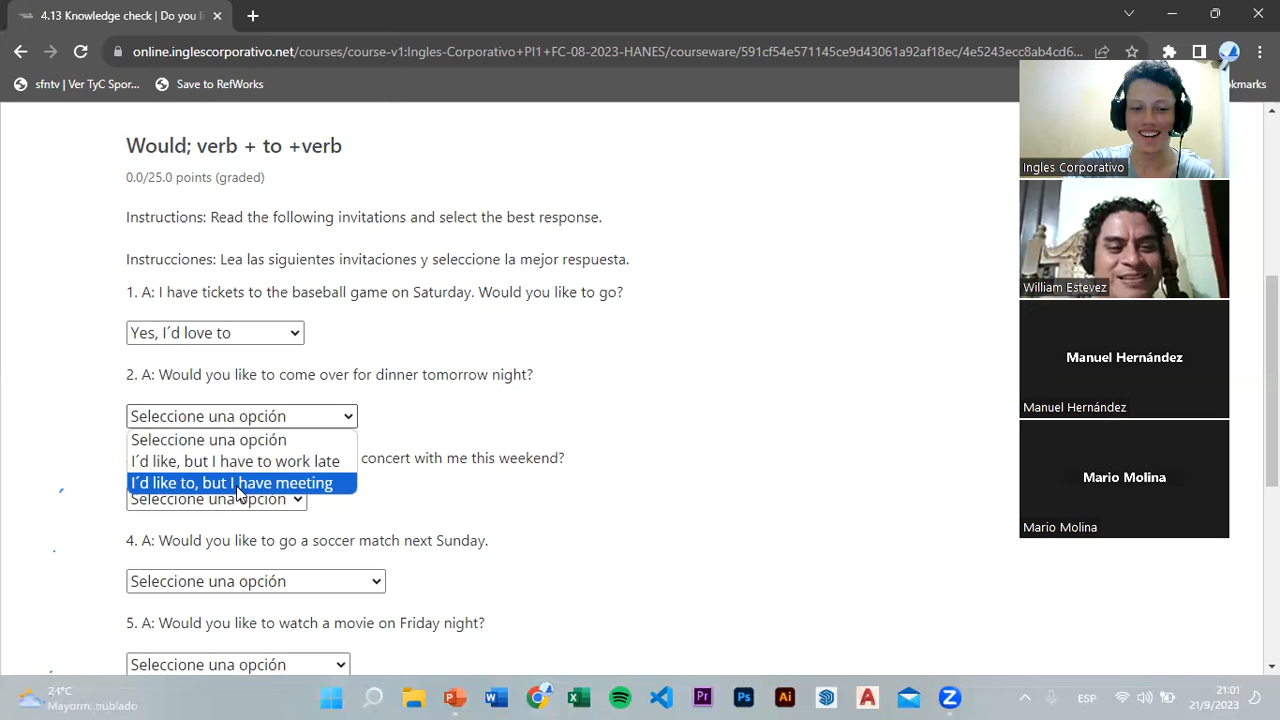 4.13 Knowledge check | Do you l
online.inglescorporativo.net/courses/course-v1:Ingles-Corporativo+PI1+FC-08-2023-HANES/courseware/591cf54e571145ce9d43061a92af18ec/4e5243ecc8ab4cd6...
sfntv | Ver TyC Spor...
Save to RefWorks
okmarks
Would; verb + to +verb
0.0/25.0 points (graded)
Instructions: Read the following invitations and select the best response.
Instrucciones: Lea las siguientes invitaciones y seleccione la mejor respuesta.
1. A: I have tickets to the baseball game on Saturday. Would you like to go?
Yes, I´d love to
2. A: Would you like to come over for dinner tomorrow night?
Seleccione una opción
Seleccione una opción
I´d like, but I have to work late
concert with me this weekend?
I´d like to, but I have meeting
Seleccione una opción
4. A: Would you like to go a soccer match next Sunday.
Seleccione una opción
5. A: Would you like to watch a movie on Friday night?
Seleccione una opción
Ingles Corporativo
William Estevez
Manuel Hernández
Manuel Hernández
Mario Molina
Mario Molina
24°C
Mayorm. nublado
ESP
21:01
21/9/2023